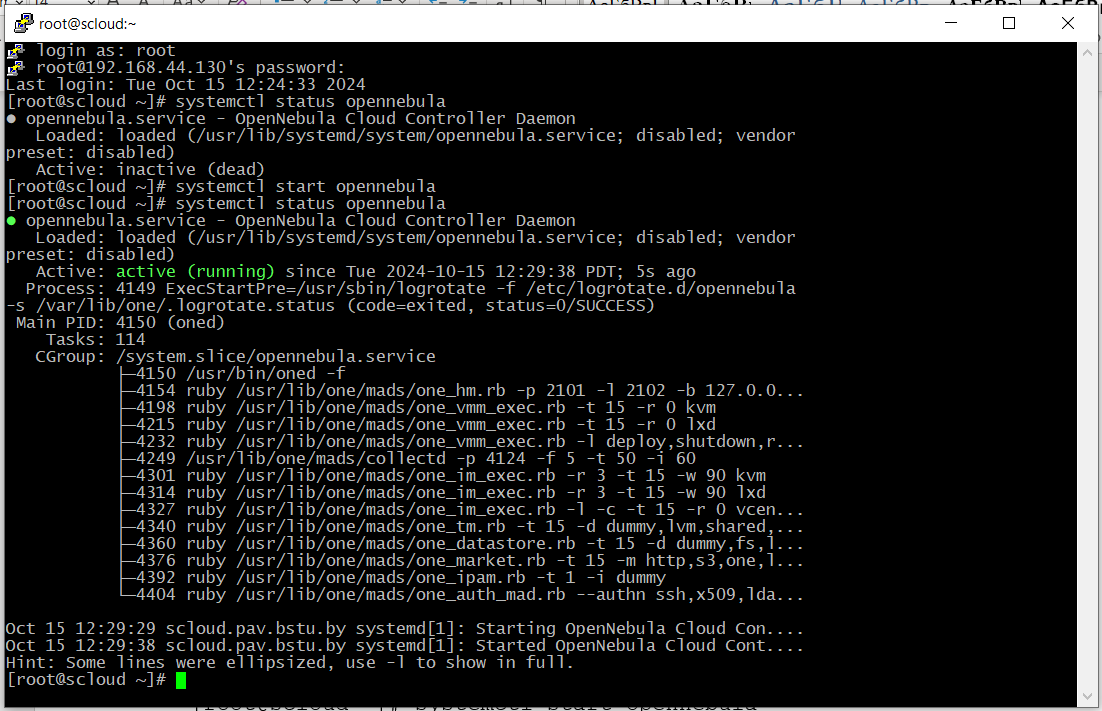 root@scloud:~
login as: root
root@192.168.44.130's password:
Last login: Tue Oct 15 12:24:33 2024
[root@scloud ~]# systemctl status opennebula
● opennebula.service - OpenNebula Cloud Controller Daemon
   Loaded: loaded (/usr/lib/systemd/system/opennebula.service; disabled; vendor
preset: disabled)
   Active: inactive (dead)
[root@scloud ~]# systemctl start opennebula
[root@scloud ~]# systemctl status opennebula
● opennebula.service - OpenNebula Cloud Controller Daemon
   Loaded: loaded (/usr/lib/systemd/system/opennebula.service; disabled; vendor
preset: disabled)
   Active: active (running) since Tue 2024-10-15 12:29:38 PDT; 5s ago
  Process: 4149 ExecStartPre=/usr/sbin/logrotate -f /etc/logrotate.d/opennebula
-s /var/lib/one/.logrotate.status (code=exited, status=0/SUCCESS)
 Main PID: 4150 (oned)
    Tasks: 114
   CGroup: /system.slice/opennebula.service
           ├─4150 /usr/bin/oned -f
           ├─4154 ruby /usr/lib/one/mads/one_hm.rb -p 2101 -l 2102 -b 127.0.0...
           ├─4198 ruby /usr/lib/one/mads/one_vmm_exec.rb -t 15 -r 0 kvm
           ├─4215 ruby /usr/lib/one/mads/one_vmm_exec.rb -t 15 -r 0 lxd
           ├─4232 ruby /usr/lib/one/mads/one_vmm_exec.rb -l deploy,shutdown,r...
           ├─4249 /usr/lib/one/mads/collectd -p 4124 -f 5 -t 50 -i 60
           ├─4301 ruby /usr/lib/one/mads/one_im_exec.rb -r 3 -t 15 -w 90 kvm
           ├─4314 ruby /usr/lib/one/mads/one_im_exec.rb -r 3 -t 15 -w 90 lxd
           ├─4327 ruby /usr/lib/one/mads/one_im_exec.rb -l -c -t 15 -r 0 vcen...
           ├─4340 ruby /usr/lib/one/mads/one_tm.rb -t 15 -d dummy,lvm,shared,...
           ├─4360 ruby /usr/lib/one/mads/one_datastore.rb -t 15 -d dummy,fs,l...
           ├─4376 ruby /usr/lib/one/mads/one_market.rb -t 15 -m http,s3,one,l...
           ├─4392 ruby /usr/lib/one/mads/one_ipam.rb -t 1 -i dummy
           └─4404 ruby /usr/lib/one/mads/one_auth_mad.rb --authn ssh,x509,lda...
Oct 15 12:29:29 scloud.pav.bstu.by systemd[1]: Starting OpenNebula Cloud Con....
Oct 15 12:29:38 scloud.pav.bstu.by systemd[1]: Started OpenNebula Cloud Cont....
Hint: Some lines were ellipsized, use -l to show in full.
[root@scloud ~]#